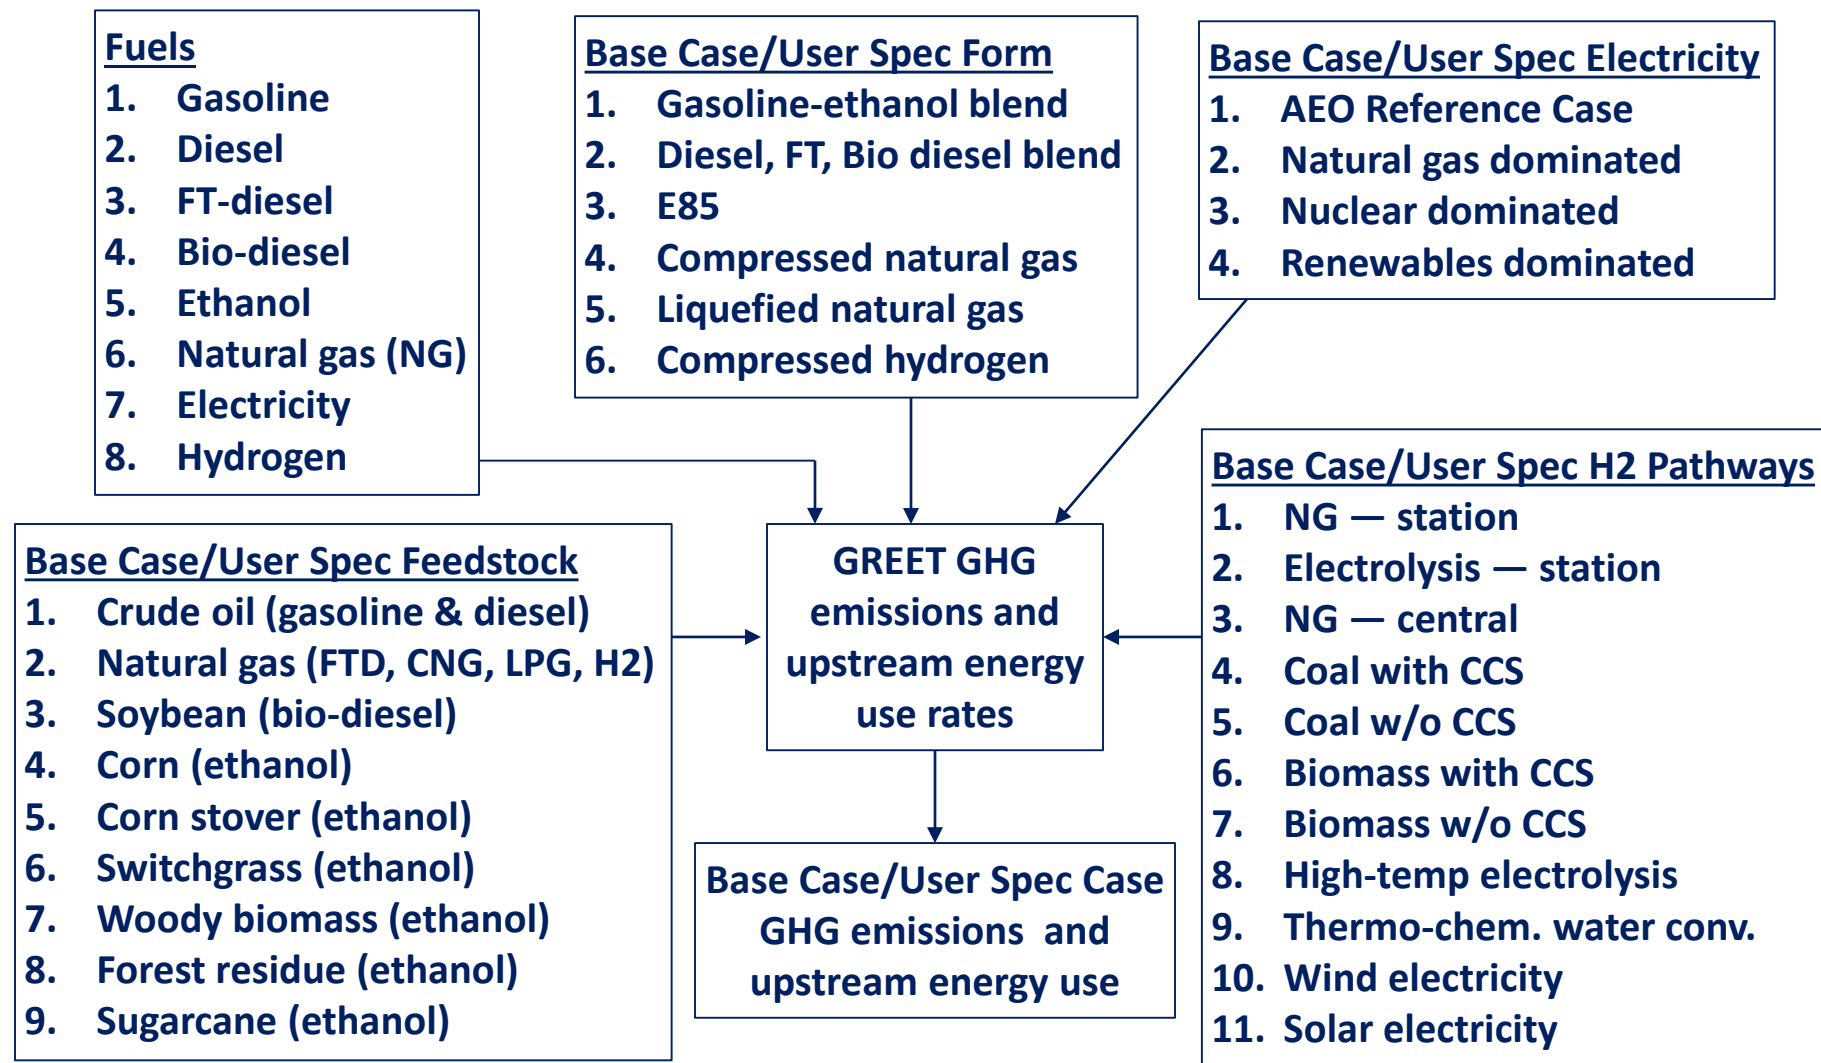 Fuels
1. Gasoline
2. Diesel
3. FT-diesel
4. Bio-diesel
5. Ethanol
6. Natural gas (NG)
7. Electricity
8. Hydrogen
Base Case/User Spec Form
1. Gasoline-ethanol blend
2. Diesel, FT, Bio diesel blend
3. E85
4. Compressed natural gas
5. Liquefied natural gas
6. Compressed hydrogen
Base Case/User Spec Electricity
1. AEO Reference Case
2. Natural gas dominated
3. Nuclear dominated
4. Renewables dominated
Base Case/User Spec Feedstock
1. Crude oil (gasoline & diesel)
2. Natural gas (FTD, CNG, LPG, H2)
3. Soybean (bio-diesel)
4. Corn (ethanol)
5. Corn stover (ethanol)
6. Switchgrass (ethanol)
7. Woody biomass (ethanol)
8. Forest residue (ethanol)
9. Sugarcane (ethanol)
GREET GHG
emissions and
upstream energy
use rates
Base Case/User Spec Case
GHG emissions and
upstream energy use
Base Case/User Spec H2 Pathways
1. NG — station
2. Electrolysis — station
3. NG — central
4. Coal with CCS
5. Coal w/o CCS
6. Biomass with CCS
7. Biomass w/o CCS
8. High-temp electrolysis
9. Thermo-chem. water conv.
10. Wind electricity
11. Solar electricity